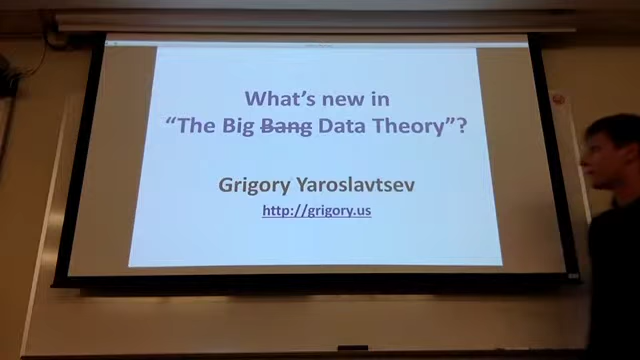 What's new in
“The Big Bang Data Theory”?
Grigory Yaroslavtsev
http://grigory.us